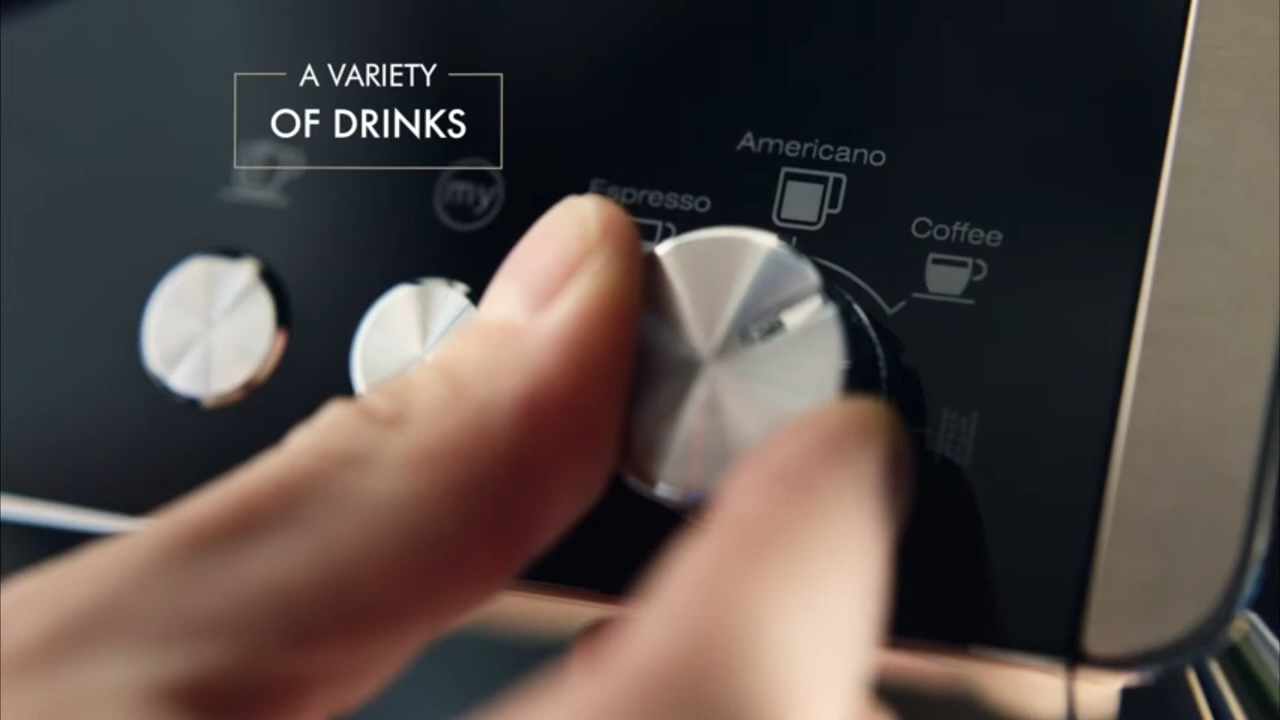 A VARIETY
OF DRINKS
my
Espresso
Americano
Coffee